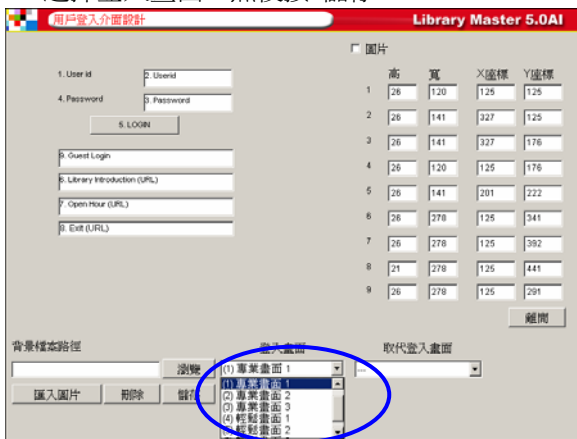 用戶登入介面設計
Library Master 5.0AI
圖片
高 寬 X座標 Y座標
1. User id
2. Userid
4. Password
3. Password
5. LOGIN
9. Guest Login
6. Library Introduction (URL)
7. Open Hour (URL)
8. Exit (URL)
1 26 120 125 125
2 26 141 327 125
3 26 141 327 176
4 26 120 125 176
5 26 141 201 222
6 26 278 125 341
7 26 278 125 392
8 21 278 125 441
9 26 278 125 291
離開
背景檔案路徑
登入畫面
取代登入畫面
瀏覽
(1) 專業畫面 1
---
匯入圖片
刪除
儲存
(1) 專業畫面 1
(2) 專業畫面 2
(3) 專業畫面 3
(4) 輕鬆畫面 1
(5) 輕鬆畫面 2